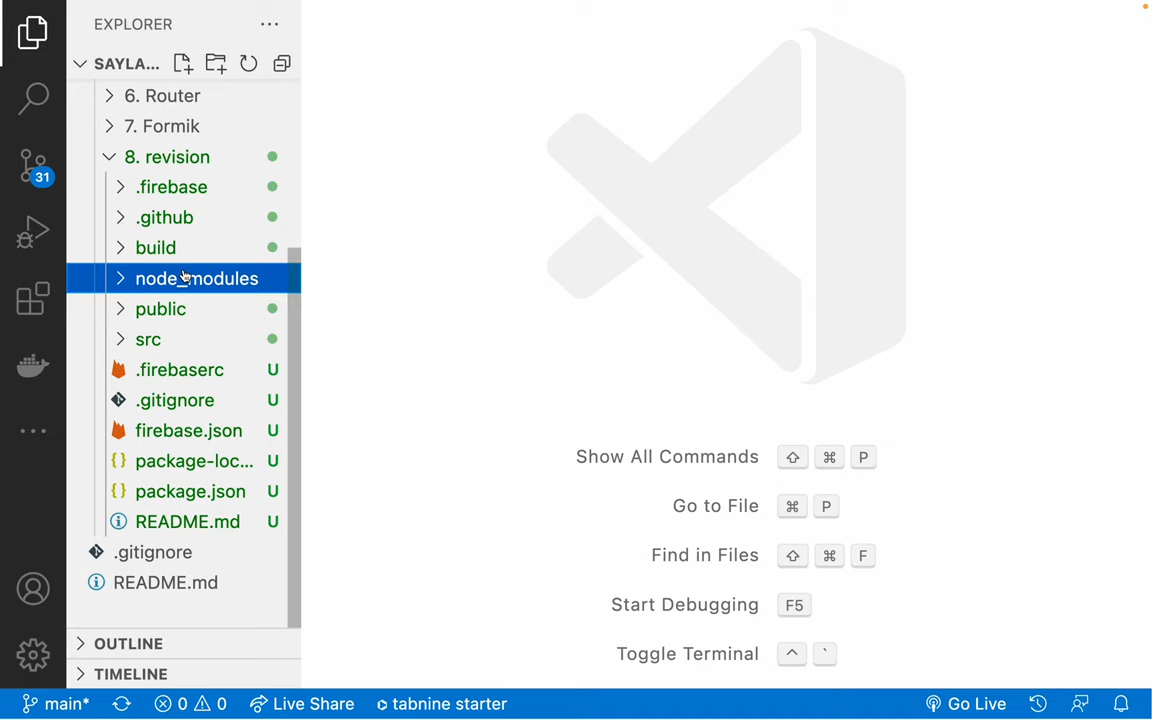 EXPLORER
SAYLA...
6. Router
7. Formik
8. revision
.firebase
.github
build
node_modules
public
src
.firebaserc U
.gitignore U
firebase.json U
package-loc... U
package.json U
README.md U
.gitignore
README.md
OUTLINE
TIMELINE
31
Show All Commands ⇧ ⌘ P
Go to File ⌘ P
Find in Files ⇧ ⌘ F
Start Debugging F5
Toggle Terminal ^ `
main* 0 0 Live Share tabnine starter Go Live